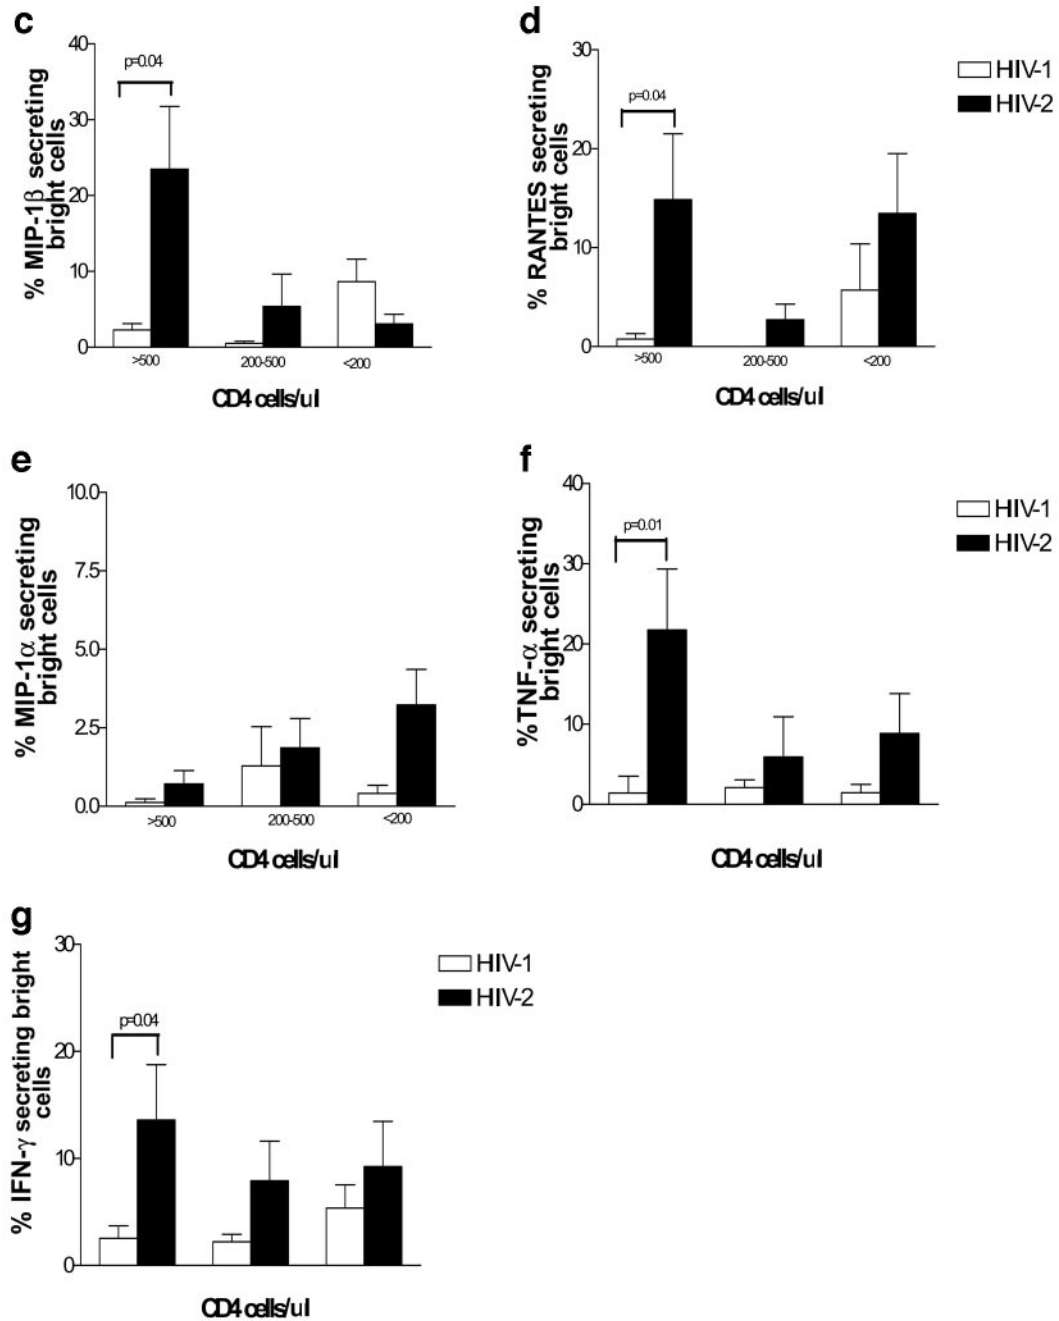 c
40
30
20
10
0
p=0.04
% MIP-1β secreting
bright cells
>500 200-500 <200
CD4 cells/ul
d
30
20
10
0
p=0.04
% RANTES secreting
bright cells
>500 200-500 <200
CD4 cells/ul
HIV-1
HIV-2
e
10.0
7.5
5.0
2.5
0.0
% MIP-1α secreting
bright cells
>500 200-500 <200
CD4 cells/ul
f
40
30
20
10
0
p=0.01
%TNF-α secreting
bright cells
CD4 cells/ul
HIV-1
HIV-2
g
30
20
10
0
p=0.04
% IFN-γ secreting bright
cells
CD4 cells/ul
HIV-1
HIV-2